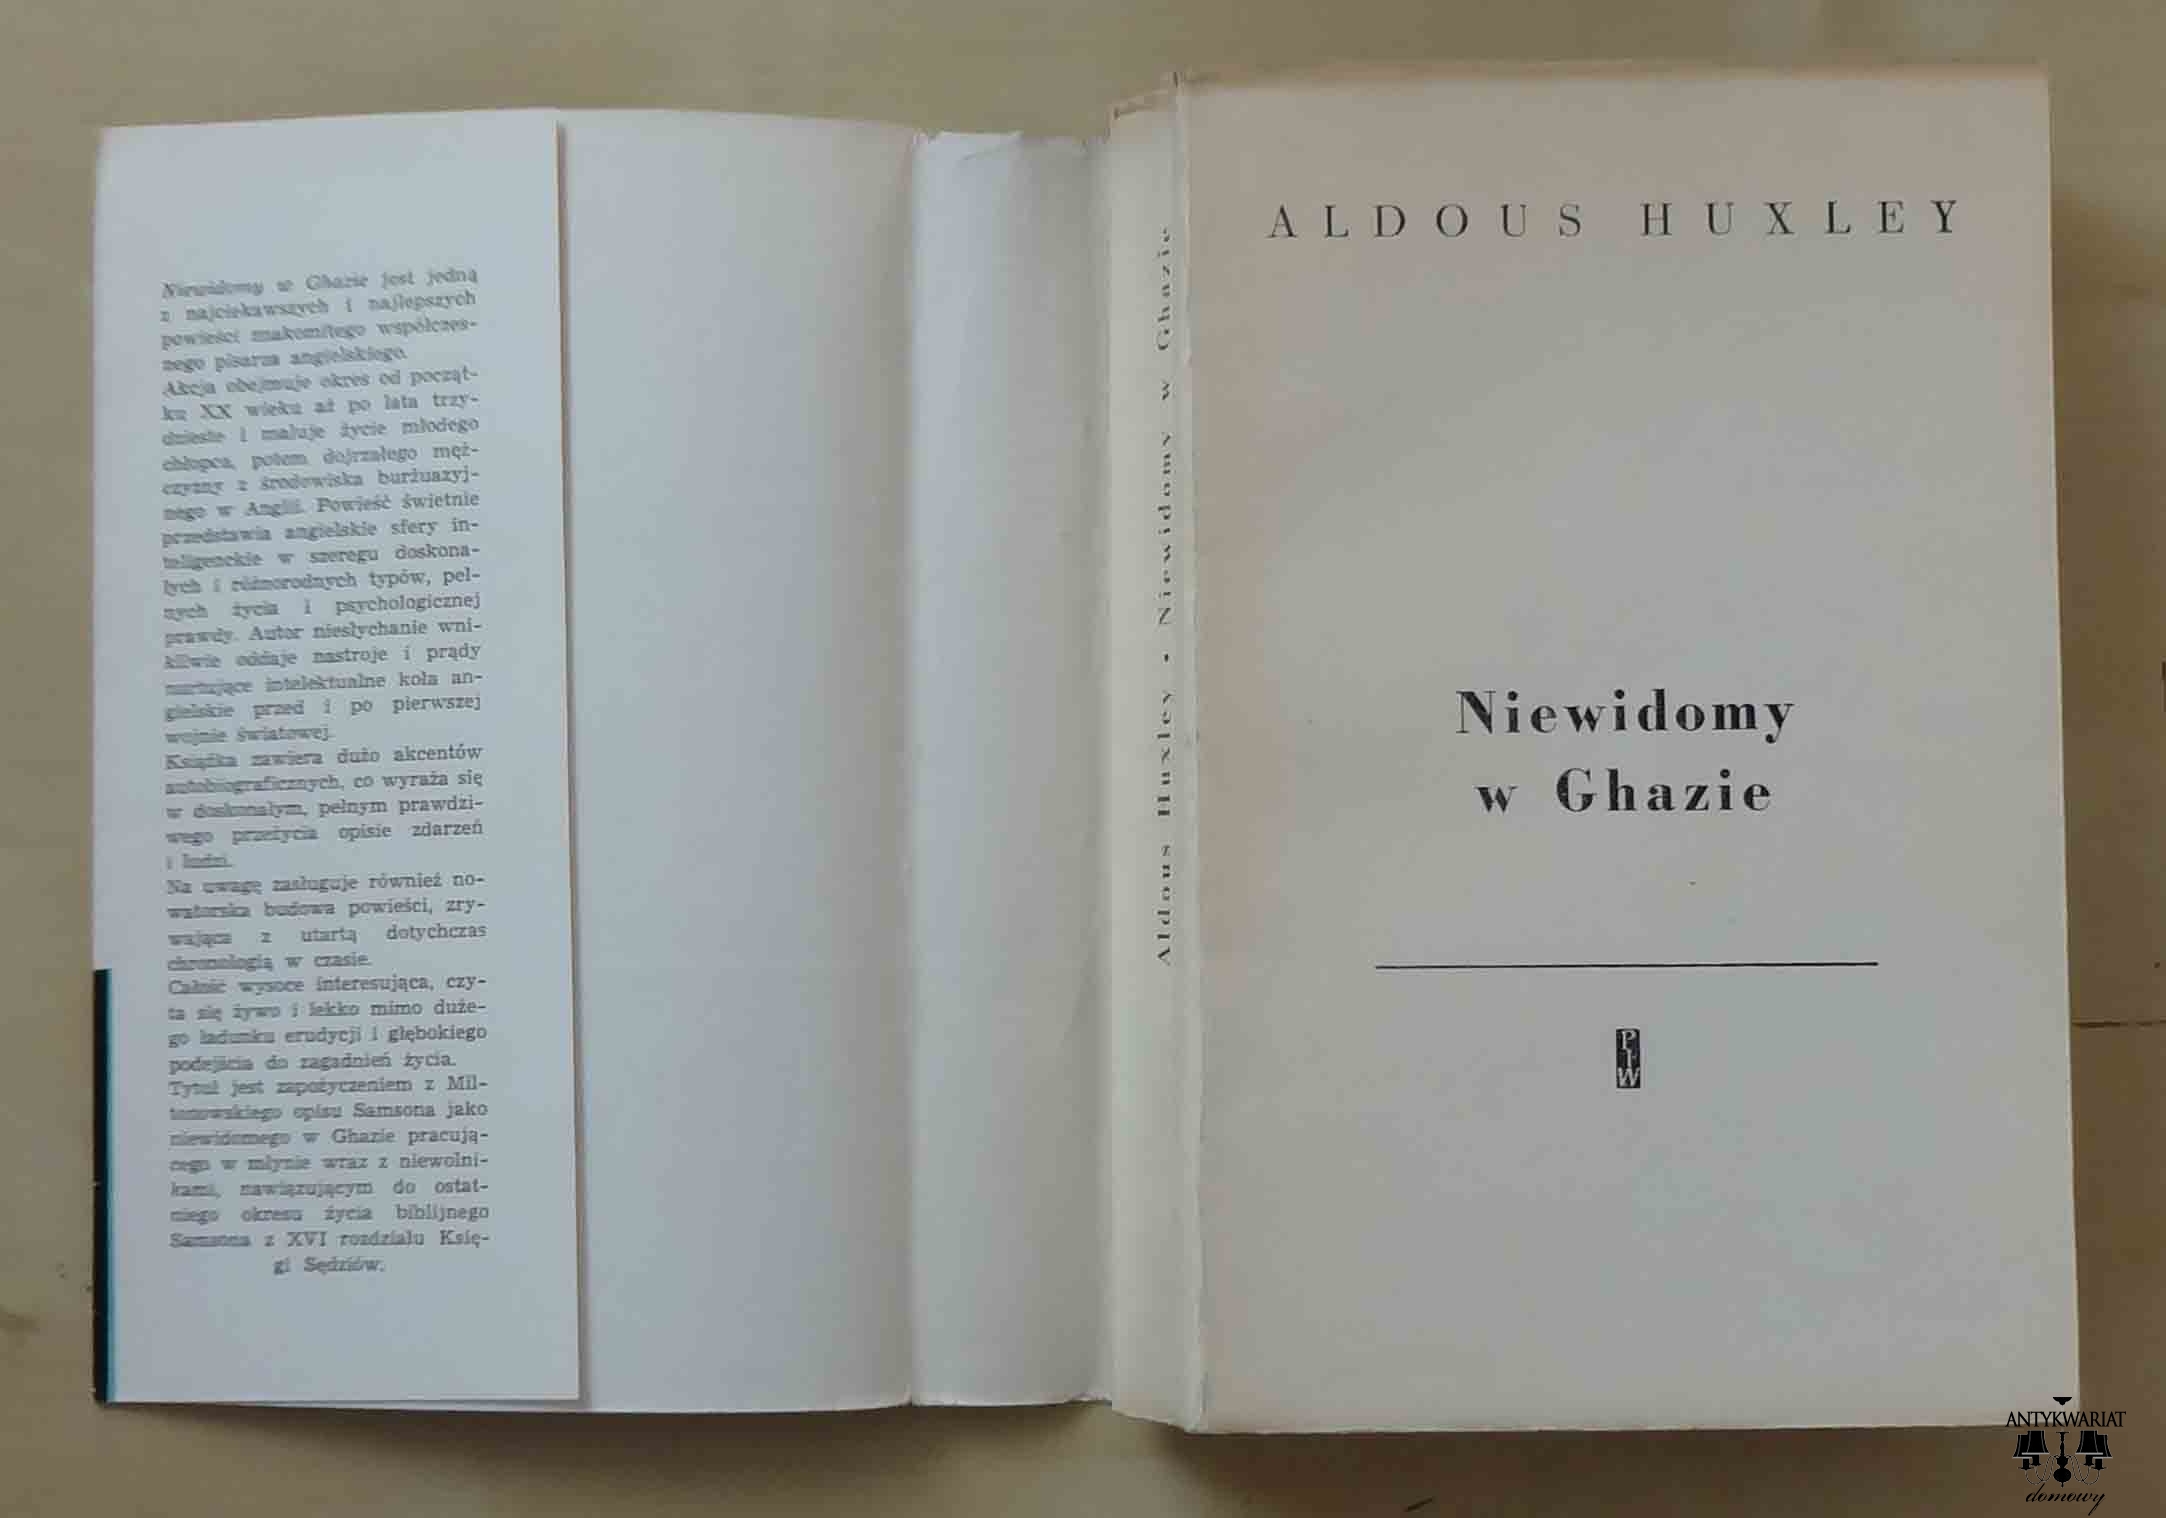 Niewidomy w Ghazie jest jedną
z najciekawszych i najlepszych
powieści znakomitego współczes-
nego pisarza angielskiego.
Akcja obejmuje okres od począt-
ku XX wieku aż po lata trzy-
dzieste i maluje życie młodego
chłopca, potem dojrzałego męż-
czyzny z środowiska burżuazyj-
nego w Anglii. Powieść świetnie
przedstawia angielskie sfery in-
teligenckie w szeregu doskona-
łych i różnorodnych typów, peł-
nych życia i psychologicznej
prawdy. Autor niesłychanie wni-
kliwie oddaje nastroje i prądy
nurtujące intelektualne koła an-
gielskie przed i po pierwszej
wojnie światowej.
Książka zawiera dużo akcentów
autobiograficznych, co wyraża się
w doskonałym, pełnym prawdzi-
wego przeżycia opisie zdarzeń
i ludzi.
Na uwagę zasługuje również no-
watorska budowa powieści, zry-
wająca z utartą dotychczas
chronologią w czasie.
Całość wysoce interesująca, czy-
ta się żywo i lekko mimo duże-
go ładunku erudycji i głębokiego
podejścia do zagadnień życia.
Tytuł jest zapożyczeniem z Mil-
tonowskiego opisu Samsona jako
niewidomego w Ghazie pracują-
cego w młynie wraz z niewolni-
kami, nawiązującym do ostat-
niego okresu życia biblijnego
Samsona z XVI rozdziału Księ-
gi Sędziów.
Aldous Huxley - Niewidomy w Ghazie
ALDOUS HUXLEY
Niewidomy
w Ghazie
PIW
ANTYKWARIAT
domowy